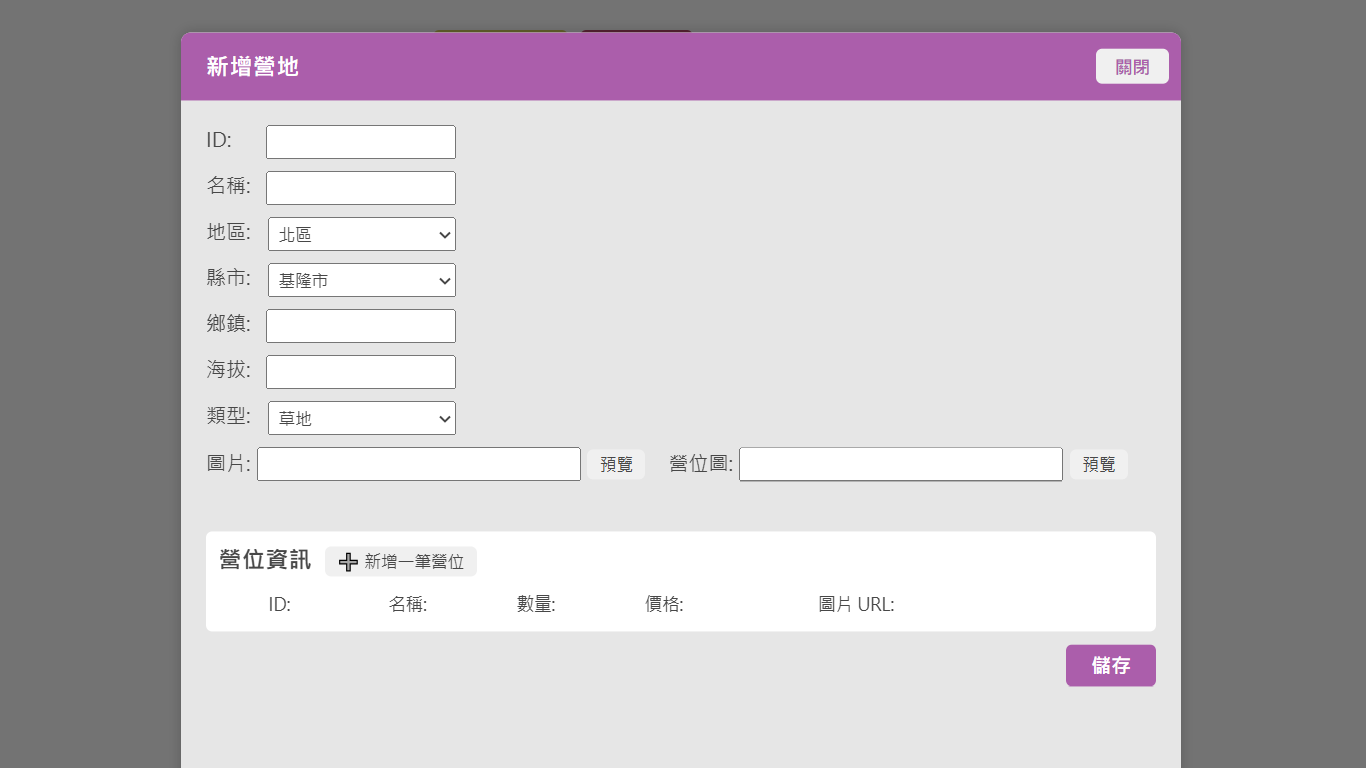 新增營地 關閉
ID:
名稱:
地區: 北區
縣市: 基隆市
鄉鎮:
海拔:
類型: 草地
圖片: 預覽 營位圖: 預覽
營位資訊 新增一筆營位
ID: 名稱: 數量: 價格: 圖片 URL:
儲存